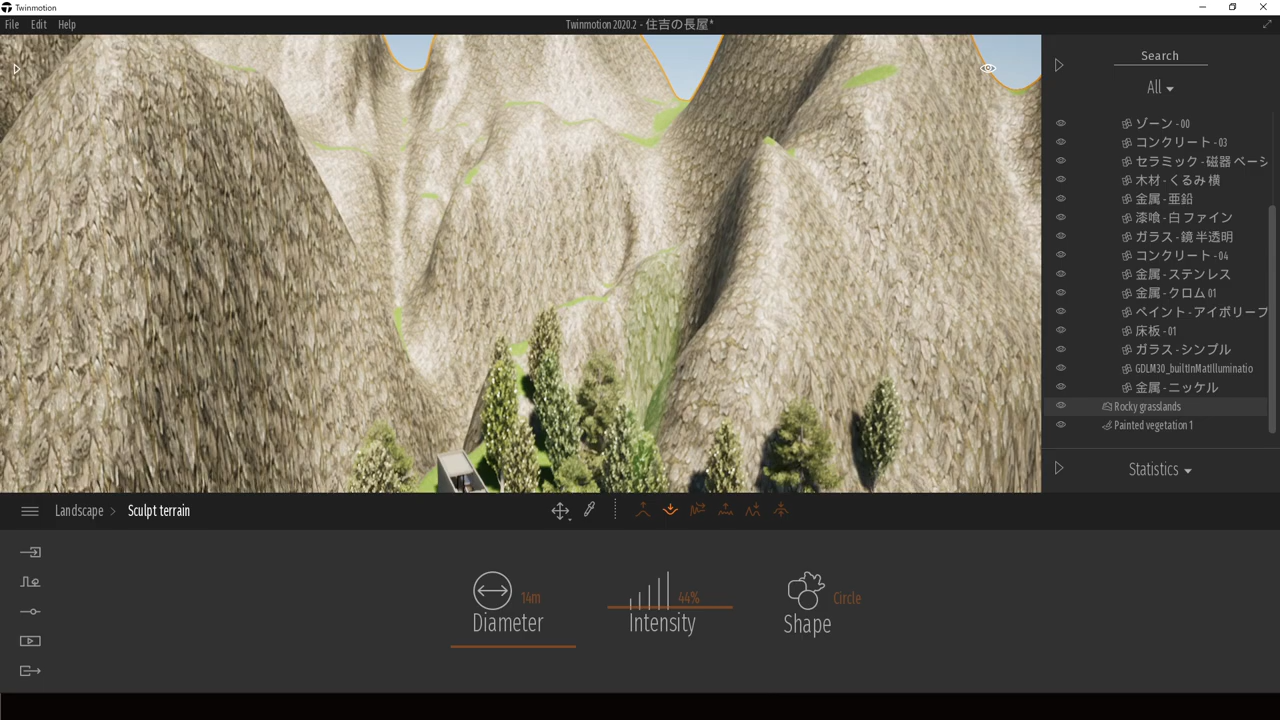 Twinmotion
File Edit Help
Twinmotion 2020.2 - 住吉の長屋*
Search
All
ゾーン - 00
コンクリート - 03
セラミック - 磁器 ベーシ
木材 - くるみ 横
金属 - 亜鉛
漆喰 - 白 ファイン
ガラス - 鏡 半透明
コンクリート - 04
金属 - ステンレス
金属 - クロム 01
ペイント - アイボリーフ
床板 - 01
ガラス - シンプル
GDLM30_builtInMatIlluminatio
金属 - ニッケル
Rocky grasslands
Painted vegetation 1
Statistics
Landscape > Sculpt terrain
14m
Diameter
44%
Intensity
Circle
Shape